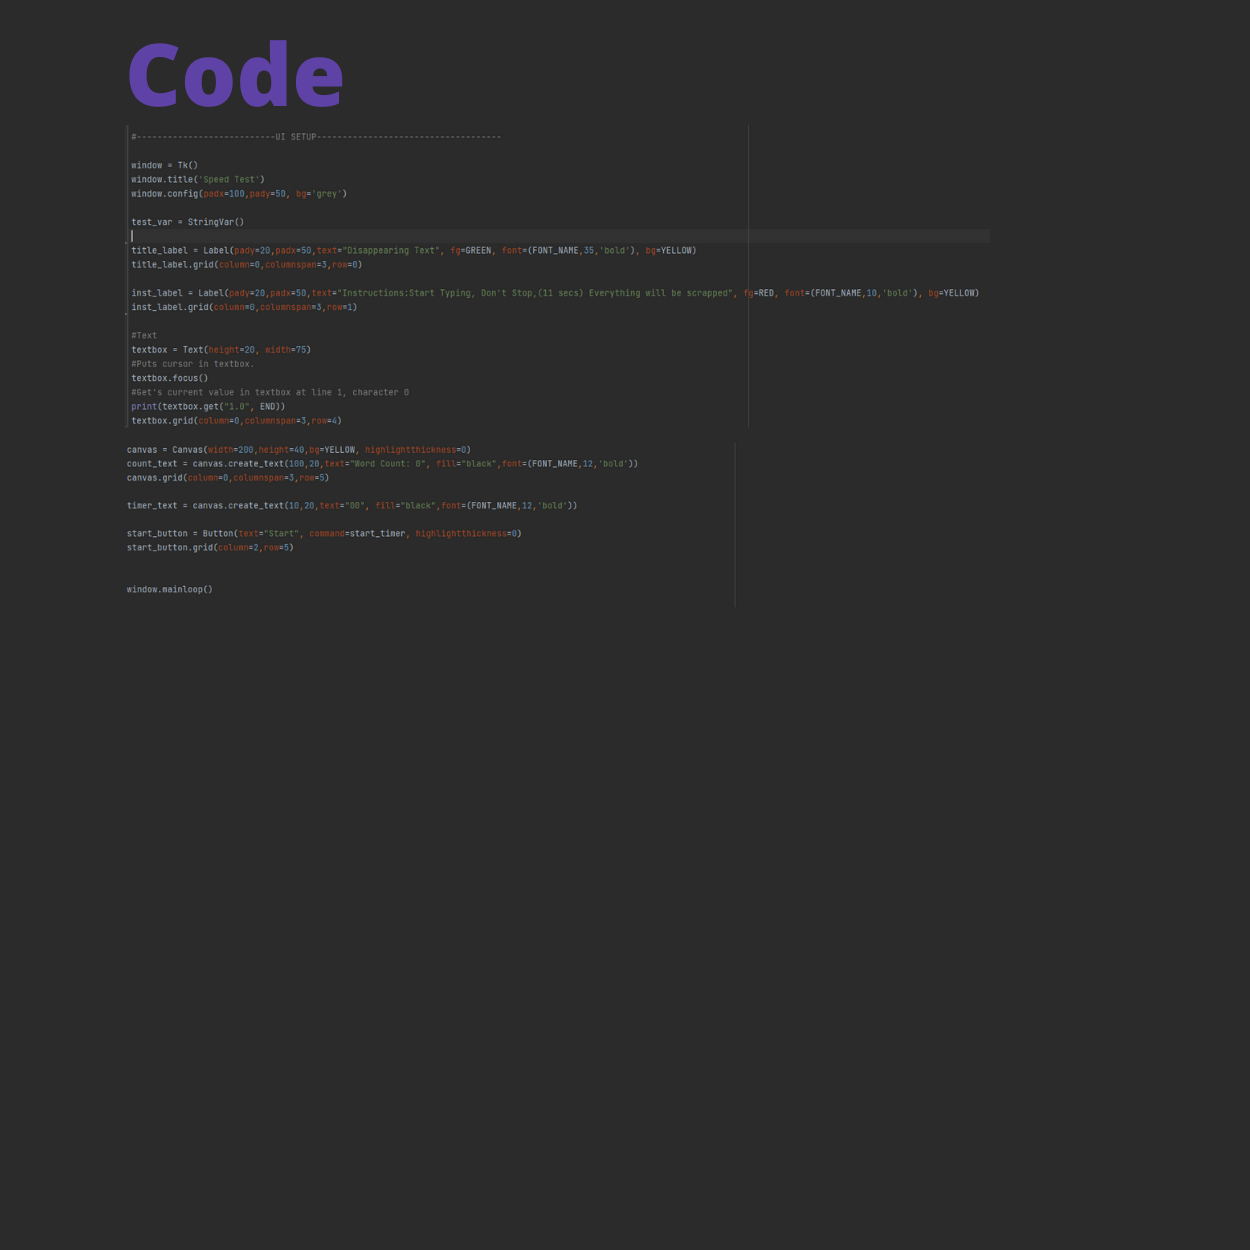 Code
#---------------------------UI SETUP------------------------------------
window = Tk()
window.title('Speed Test')
window.config(padx=100,pady=50, bg='grey')
test_var = StringVar()
title_label = Label(pady=20,padx=50,text="Disappearing Text", fg=GREEN, font=(FONT_NAME,35,'bold'), bg=YELLOW)
title_label.grid(column=0,columnspan=3,row=0)
inst_label = Label(pady=20,padx=50,text="Instructions:Start Typing, Don't Stop,(11 secs) Everything will be scrapped", fg=RED, font=(FONT_NAME,10,'bold'), bg=YELLOW)
inst_label.grid(column=0,columnspan=3,row=1)
#Text
textbox = Text(height=20, width=75)
#Puts cursor in textbox.
textbox.focus()
#Get's current value in textbox at line 1, character 0
print(textbox.get("1.0", END))
textbox.grid(column=0,columnspan=3,row=4)
canvas = Canvas(width=200,height=40,bg=YELLOW, highlightthickness=0)
count_text = canvas.create_text(100,20,text="Word Count: 0", fill="black",font=(FONT_NAME,12,'bold'))
canvas.grid(column=0,columnspan=3,row=5)
timer_text = canvas.create_text(10,20,text="00", fill="black",font=(FONT_NAME,12,'bold'))
start_button = Button(text="Start", command=start_timer, highlightthickness=0)
start_button.grid(column=2,row=5)
window.mainloop()